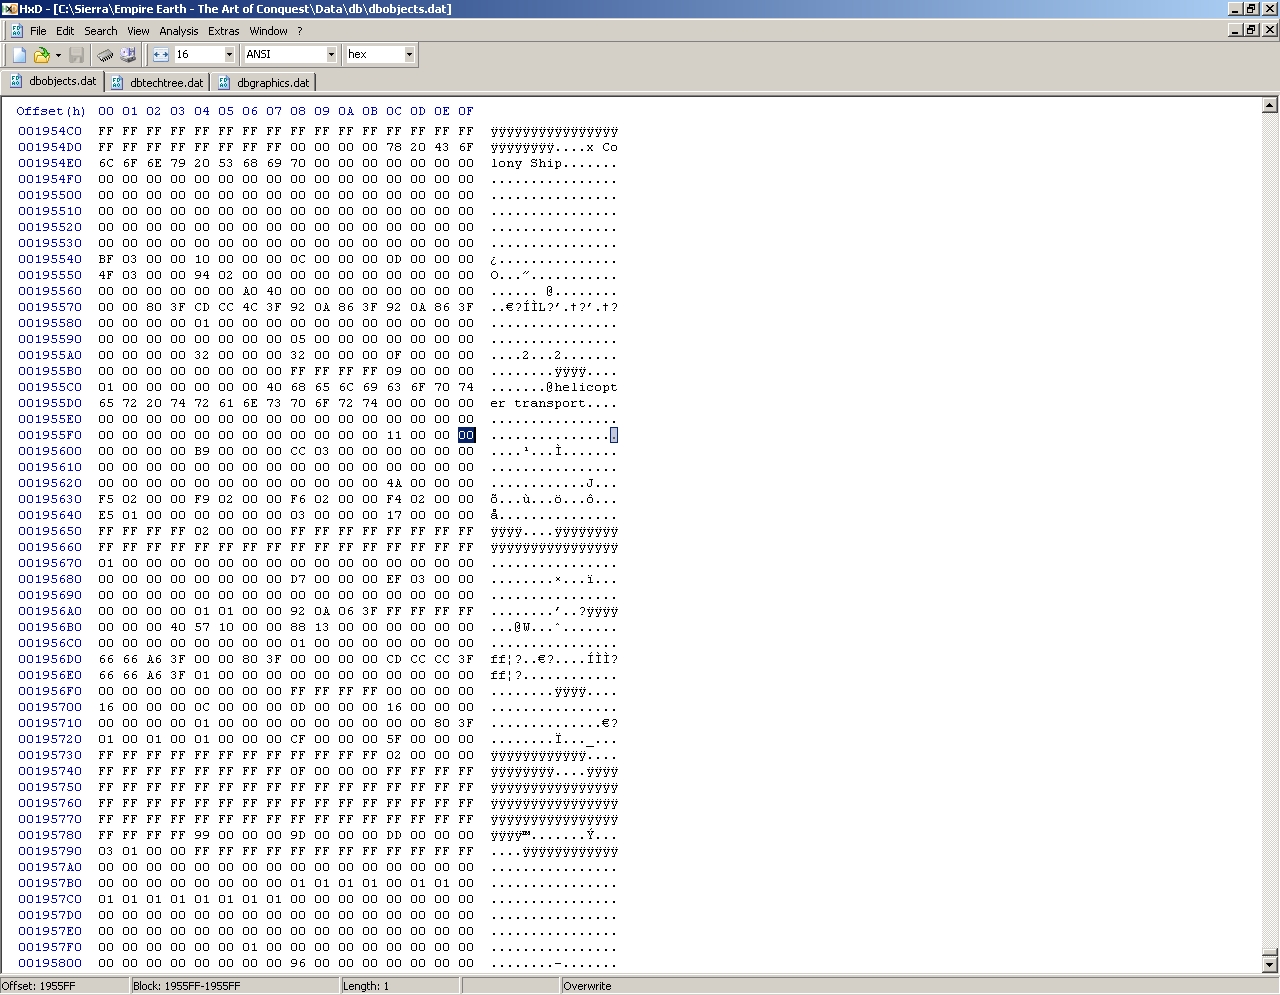 HxD - [C:\Sierra\Empire Earth - The Art of Conquest\Data\db\dbobjects.dat]
File Edit Search View Analysis Extras Window ?
16 ANSI hex
dbobjects.dat dbtechtree.dat dbgraphics.dat
Offset(h) 00 01 02 03 04 05 06 07 08 09 0A 0B 0C 0D 0E 0F
001954C0 FF FF FF FF FF FF FF FF FF FF FF FF FF FF FF FF ÿÿÿÿÿÿÿÿÿÿÿÿÿÿÿÿ
001954D0 FF FF FF FF FF FF FF FF 00 00 00 00 78 20 43 6F ÿÿÿÿÿÿÿÿ....x Co
001954E0 6C 6F 6E 79 20 53 68 69 70 00 00 00 00 00 00 00 lony Ship.......
001954F0 00 00 00 00 00 00 00 00 00 00 00 00 00 00 00 00 ................
00195500 00 00 00 00 00 00 00 00 00 00 00 00 00 00 00 00 ................
00195510 00 00 00 00 00 00 00 00 00 00 00 00 00 00 00 00 ................
00195520 00 00 00 00 00 00 00 00 00 00 00 00 00 00 00 00 ................
00195530 00 00 00 00 00 00 00 00 00 00 00 00 00 00 00 00 ................
00195540 BF 03 00 00 10 00 00 00 0C 00 00 00 0D 00 00 00 ¿...............
00195550 4F 03 00 00 94 02 00 00 00 00 00 00 00 00 00 00 O...”...........
00195560 00 00 00 00 00 00 A0 40 00 00 00 00 00 00 00 00 ...... @........
00195570 00 00 80 3F CD CC 4C 3F 92 0A 86 3F 92 0A 86 3F ..€?ÍÌL?’.†?’.†?
00195580 00 00 00 00 01 00 00 00 00 00 00 00 00 00 00 00 ................
00195590 00 00 00 00 00 00 00 00 05 00 00 00 00 00 00 00 ................
001955A0 00 00 00 00 32 00 00 00 32 00 00 00 0F 00 00 00 ....2...2.......
001955B0 00 00 00 00 00 00 00 00 FF FF FF FF 09 00 00 00 ........ÿÿÿÿ....
001955C0 01 00 00 00 00 00 00 40 68 65 6C 69 63 6F 70 74 .......@helicopt
001955D0 65 72 20 74 72 61 6E 73 70 6F 72 74 00 00 00 00 er transport....
001955E0 00 00 00 00 00 00 00 00 00 00 00 00 00 00 00 00 ................
001955F0 00 00 00 00 00 00 00 00 00 00 00 00 11 00 00 00 ................
00195600 00 00 00 00 B9 00 00 00 CC 03 00 00 00 00 00 00 ....¹...Ì.......
00195610 00 00 00 00 00 00 00 00 00 00 00 00 00 00 00 00 ................
00195620 00 00 00 00 00 00 00 00 00 00 00 00 4A 00 00 00 ............J...
00195630 F5 02 00 00 F9 02 00 00 F6 02 00 00 F4 02 00 00 õ...ù...ö...ô...
00195640 E5 01 00 00 00 00 00 00 03 00 00 00 17 00 00 00 å...............
00195650 FF FF FF FF 02 00 00 00 FF FF FF FF FF FF FF FF ÿÿÿÿ....ÿÿÿÿÿÿÿÿ
00195660 FF FF FF FF FF FF FF FF FF FF FF FF FF FF FF FF ÿÿÿÿÿÿÿÿÿÿÿÿÿÿÿÿ
00195670 01 00 00 00 00 00 00 00 00 00 00 00 00 00 00 00 ................
00195680 00 00 00 00 00 00 00 00 D7 00 00 00 EF 03 00 00 ........×...ï...
00195690 00 00 00 00 00 00 00 00 00 00 00 00 00 00 00 00 ................
001956A0 00 00 00 00 01 01 00 00 92 0A 06 3F FF FF FF FF ........’..?ÿÿÿÿ
001956B0 00 00 00 40 57 10 00 00 88 13 00 00 00 00 00 00 ...@W...ˆ.......
001956C0 00 00 00 00 00 00 00 00 01 00 00 00 00 00 00 00 ................
001956D0 66 66 A6 3F 00 00 80 3F 00 00 00 00 CD CC CC 3F ff¦?..€?....ÍÌÌ?
001956E0 66 66 A6 3F 01 00 00 00 00 00 00 00 00 00 00 00 ff¦?............
001956F0 00 00 00 00 00 00 00 00 FF FF FF FF 00 00 00 00 ........ÿÿÿÿ....
00195700 16 00 00 00 0C 00 00 00 0D 00 00 00 16 00 00 00 ................
00195710 00 00 00 00 01 00 00 00 00 00 00 00 00 00 80 3F ..............€?
00195720 01 00 01 00 01 00 00 00 CF 00 00 00 5F 00 00 00 ........Ï..._...
00195730 FF FF FF FF FF FF FF FF FF FF FF FF 02 00 00 00 ÿÿÿÿÿÿÿÿÿÿÿÿ....
00195740 FF FF FF FF FF FF FF FF 0F 00 00 00 FF FF FF FF ÿÿÿÿÿÿÿÿ....ÿÿÿÿ
00195750 FF FF FF FF FF FF FF FF FF FF FF FF FF FF FF FF ÿÿÿÿÿÿÿÿÿÿÿÿÿÿÿÿ
00195760 FF FF FF FF FF FF FF FF FF FF FF FF FF FF FF FF ÿÿÿÿÿÿÿÿÿÿÿÿÿÿÿÿ
00195770 FF FF FF FF FF FF FF FF FF FF FF FF FF FF FF FF ÿÿÿÿÿÿÿÿÿÿÿÿÿÿÿÿ
00195780 FF FF FF FF 99 00 00 00 9D 00 00 00 DD 00 00 00 ÿÿÿÿ™.......Ý...
00195790 03 01 00 00 FF FF FF FF FF FF FF FF FF FF FF FF ....ÿÿÿÿÿÿÿÿÿÿÿÿ
001957A0 00 00 00 00 00 00 00 00 00 00 00 00 00 00 00 00 ................
001957B0 00 00 00 00 00 00 00 00 01 01 01 01 00 01 01 00 ................
001957C0 01 01 01 01 01 01 01 01 00 00 00 00 00 00 00 00 ................
001957D0 00 00 00 00 00 00 00 00 00 00 00 00 00 00 00 00 ................
001957E0 00 00 00 00 00 00 00 00 00 00 00 00 00 00 00 00 ................
001957F0 00 00 00 00 00 00 01 00 00 00 00 00 00 00 00 00 ................
00195800 00 00 00 00 00 00 00 00 96 00 00 00 00 00 00 00 ........–.......
Offset: 1955FF Block: 1955FF-1955FF Length: 1 Overwrite